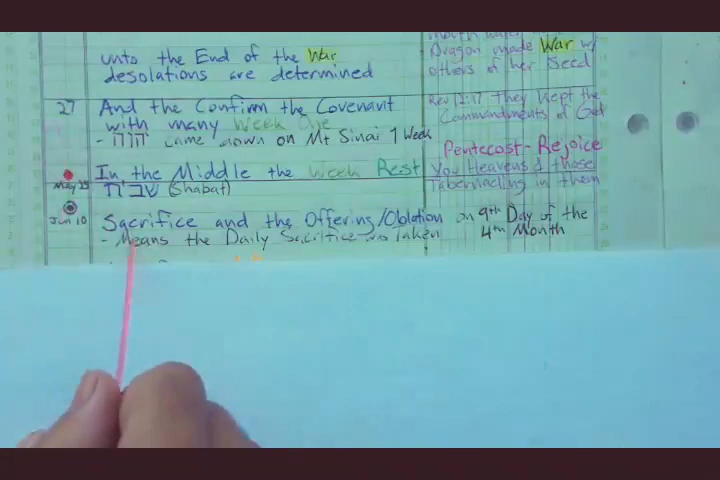 unto the End of the War
desolations are determined
Dragon made War w/
others of her Seed
27 And the Confirm the Covenant
with many Week One
- יהוה came down on Mt Sinai 1 Week
Rev 12:17 They kept the
Commandments of God
Pentecost - Rejoice
You Heavens & those
Tabernacling in them
In the Middle the Week Rest
May 25
(Shabat)
Jun 10
Sacrifice and the Offering/Oblation on 9th Day of the
4th Month
- Means the Daily Sacrifice was Taken